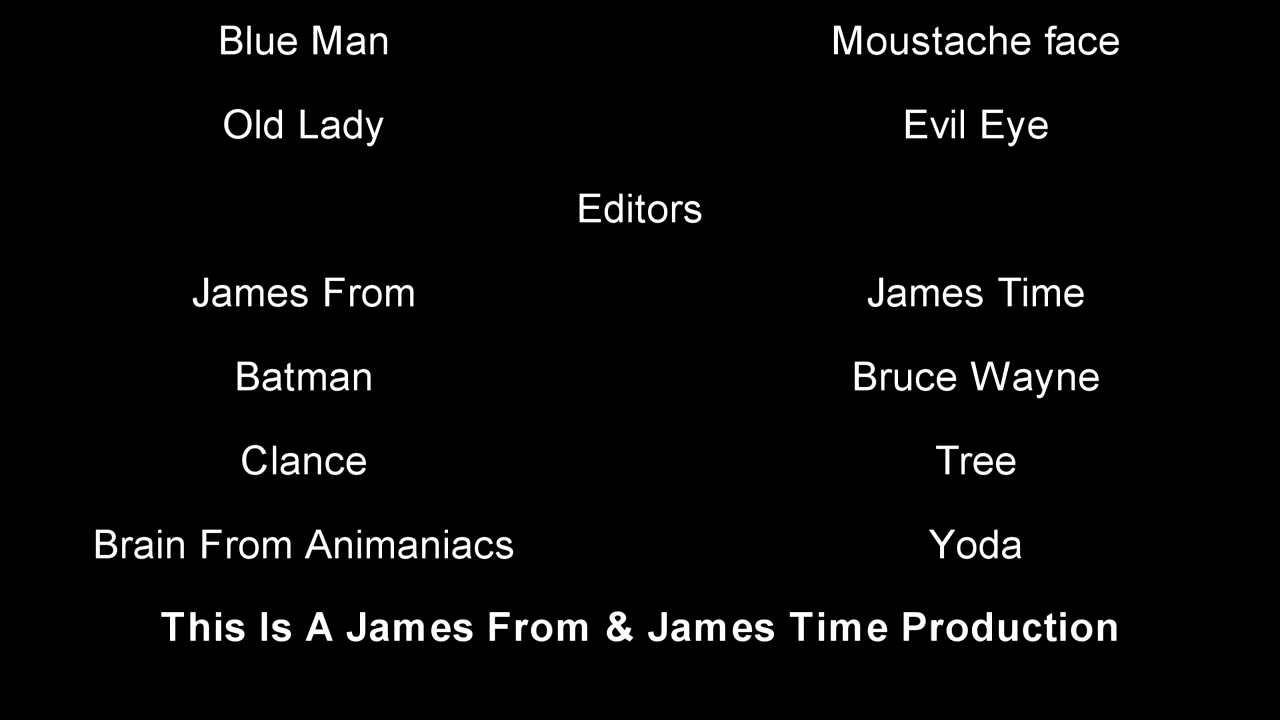 Blue Man Moustache face
Old Lady Evil Eye
Editors
James From James Time
Batman Bruce Wayne
Clance Tree
Brain From Animaniacs Yoda
This Is A James From & James Time Production